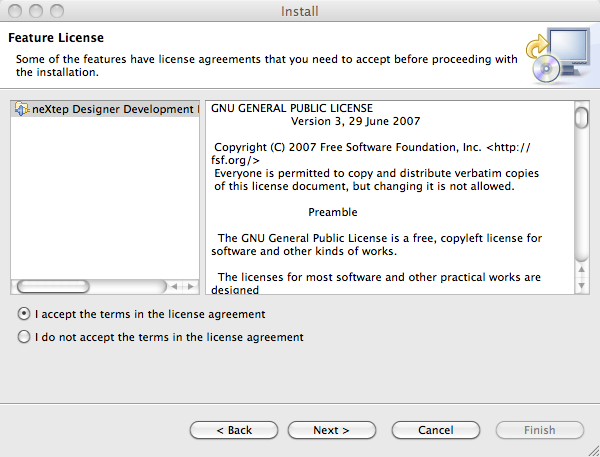 Install
Feature License
Some of the features have license agreements that you need to accept before proceeding with
the installation.
neXtep Designer Development
GNU GENERAL PUBLIC LICENSE
Version 3, 29 June 2007
Copyright (C) 2007 Free Software Foundation, Inc. <http://
fsf.org/>
Everyone is permitted to copy and distribute verbatim copies
of this license document, but changing it is not allowed.
Preamble
The GNU General Public License is a free, copyleft license for
software and other kinds of works.
The licenses for most software and other practical works are
designed
I accept the terms in the license agreement
I do not accept the terms in the license agreement
< Back
Next >
Cancel
Finish